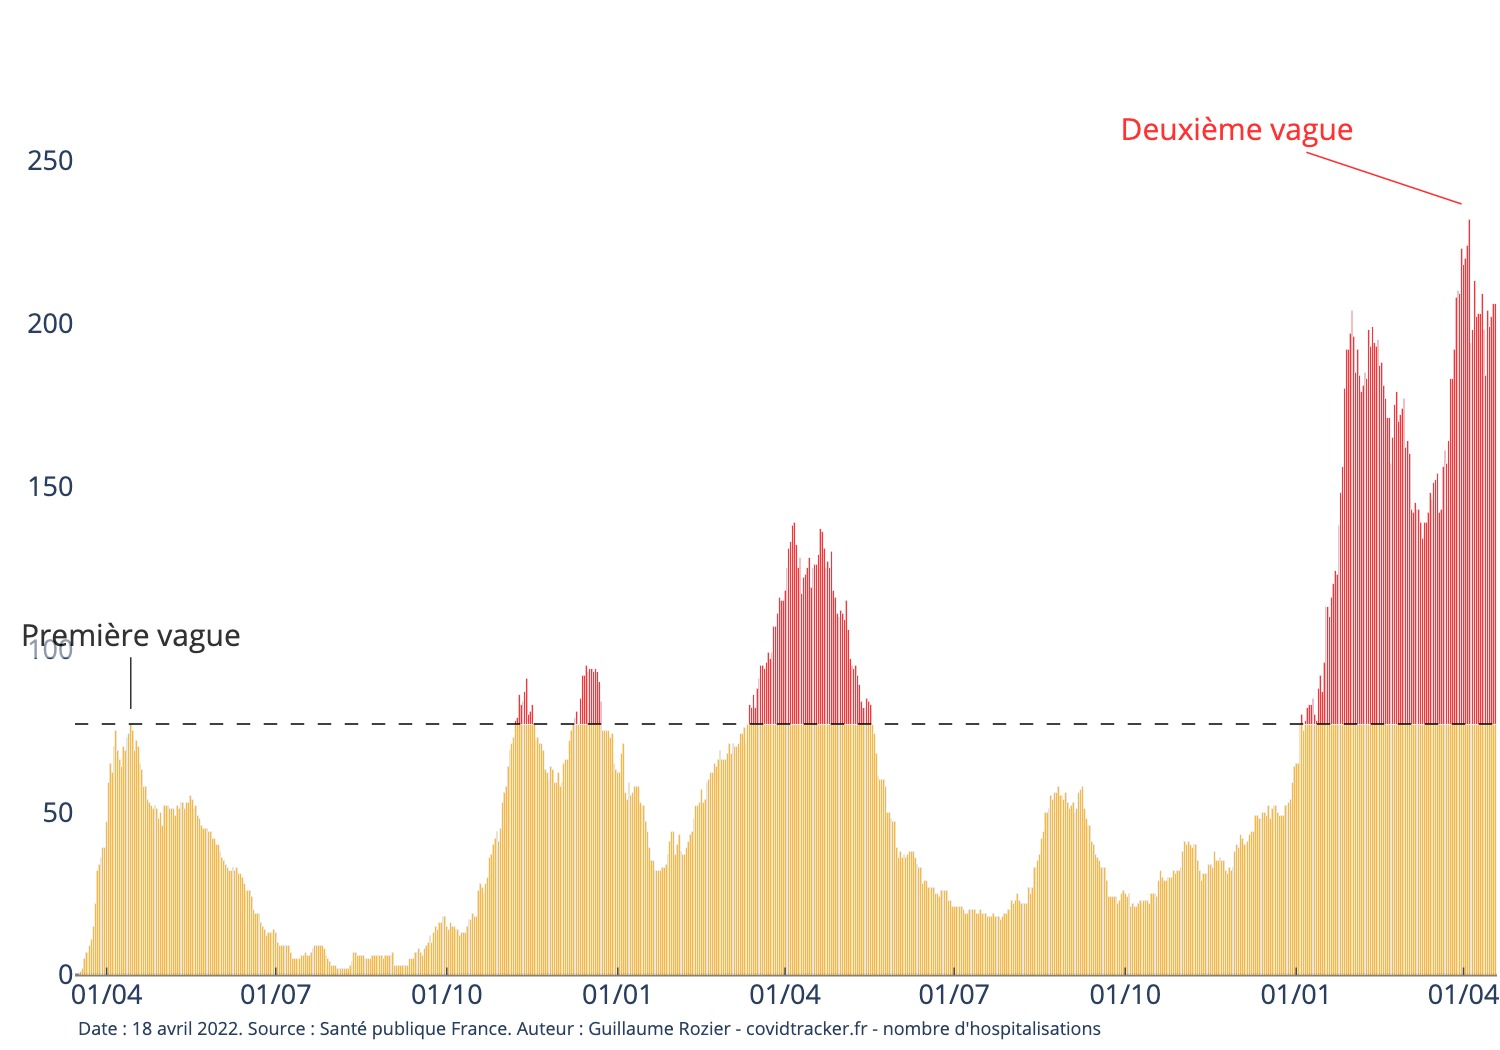 250
Deuxième vague
200
150
Première vague
100
50
0
01/04 01/07 01/10 01/01 01/04 01/07 01/10 01/01 01/04
Date : 18 avril 2022. Source : Santé publique France. Auteur : Guillaume Rozier - covidtracker.fr - nombre d'hospitalisations